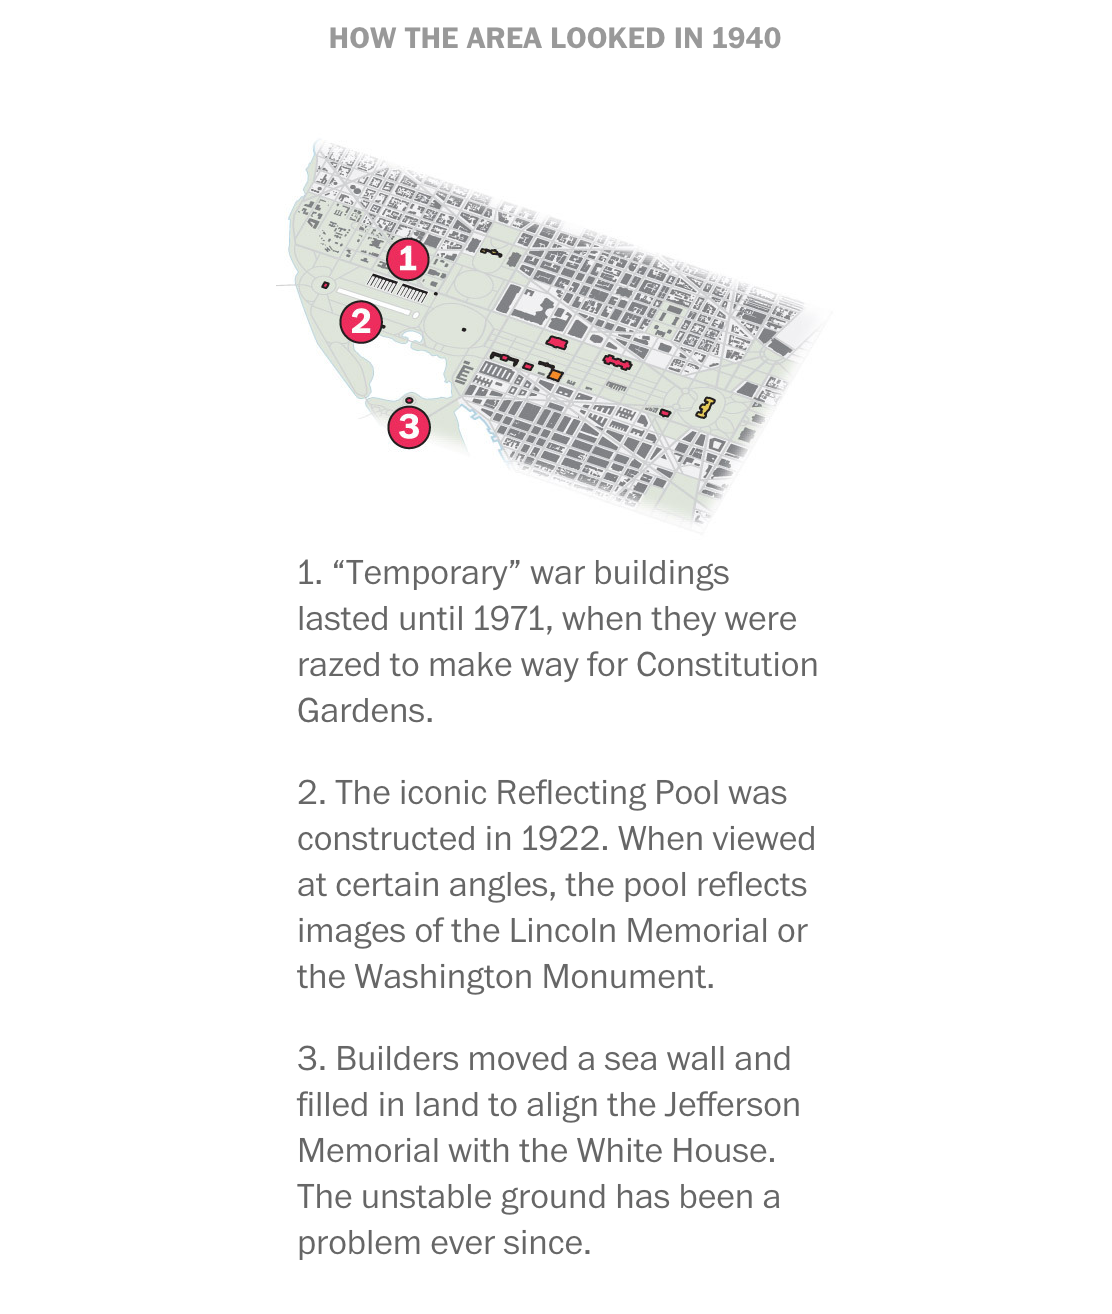 HOW THE AREA LOOKED IN 1940
1
2
3
1. “Temporary” war buildings
lasted until 1971, when they were
razed to make way for Constitution
Gardens.
2. The iconic Reflecting Pool was
constructed in 1922. When viewed
at certain angles, the pool reflects
images of the Lincoln Memorial or
the Washington Monument.
3. Builders moved a sea wall and
filled in land to align the Jefferson
Memorial with the White House.
The unstable ground has been a
problem ever since.